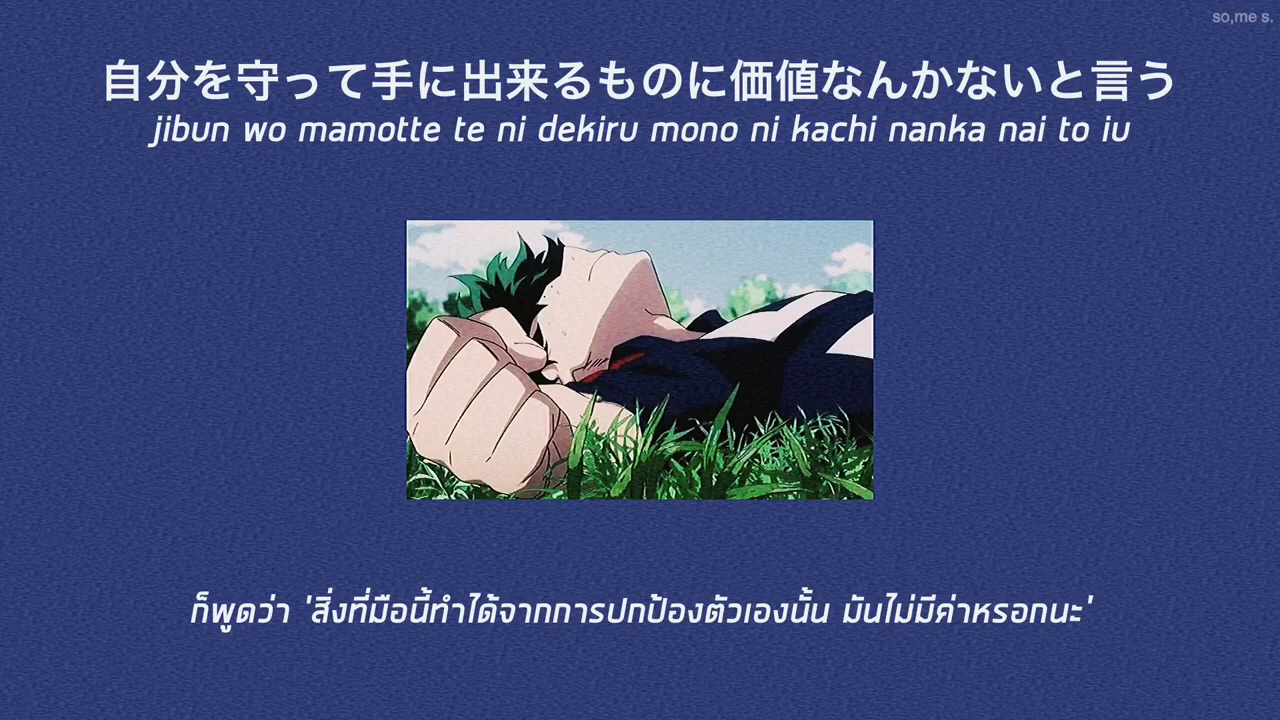 so,me s.
自分を守って手に出来るものに価値なんかないと言う
jibun wo mamotte te ni dekiru mono ni kachi nanka nai to iu
ก็พูดว่า 'สิ่งที่มือนี้ทำได้จากการปกป้องตัวเองนั้น มันไม่มีค่าหรอกนะ'